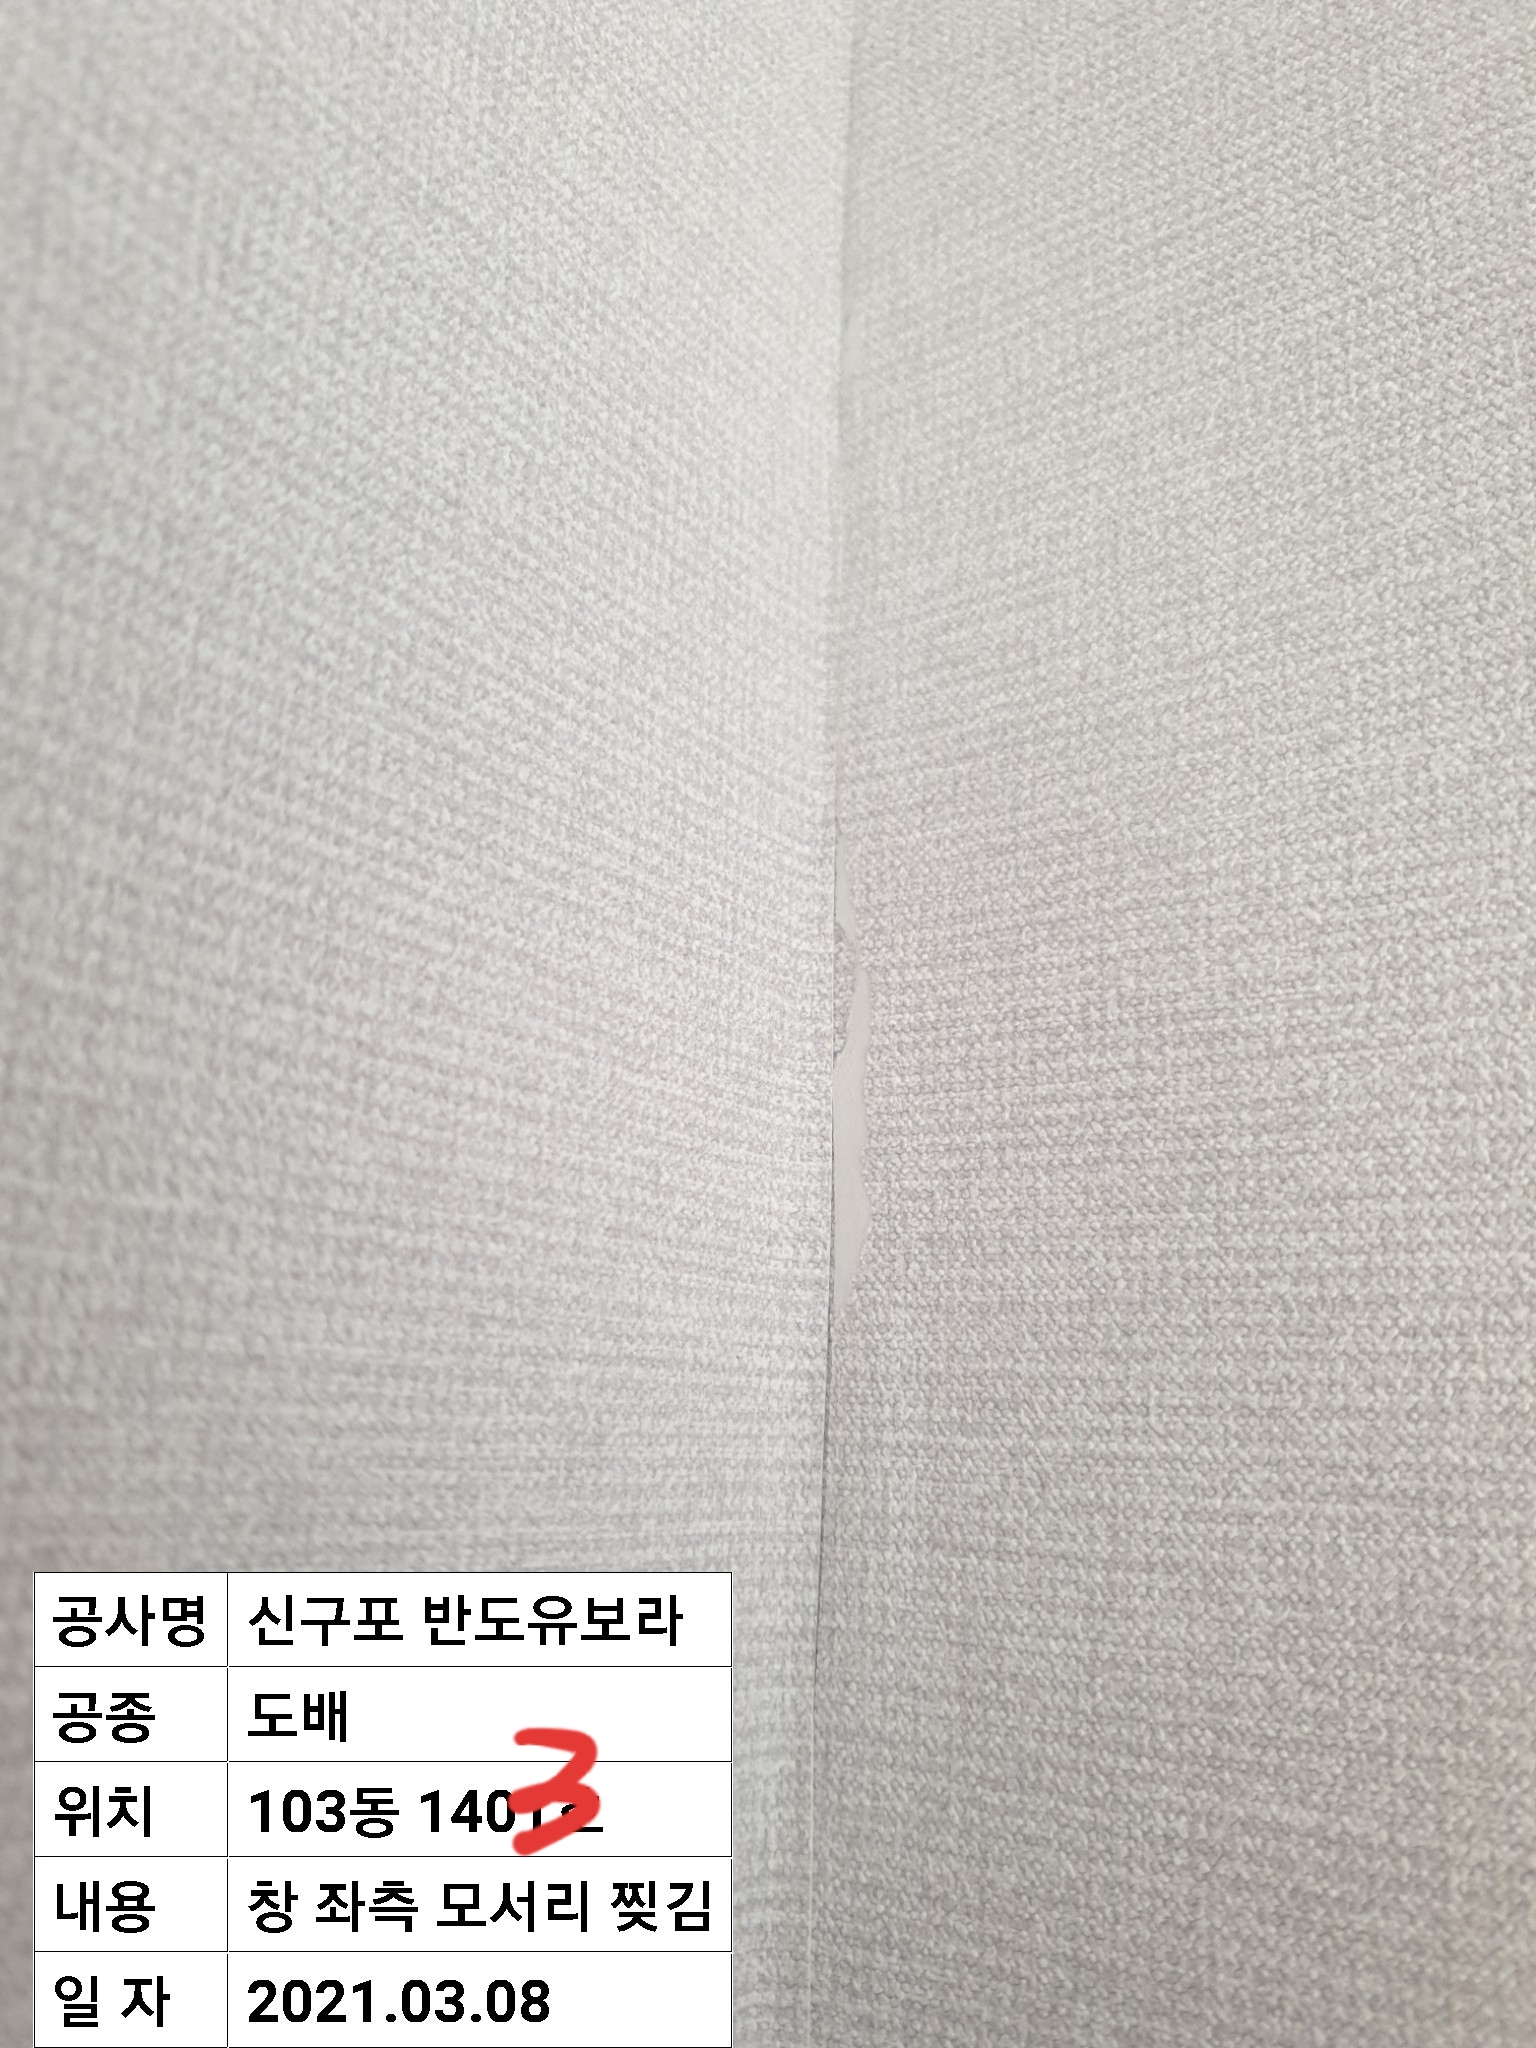 공사명 신구포 반도유보라
공종 도배
위치 103동 140 3
내용 창 좌측 모서리 찢김
일 자 2021.03.08